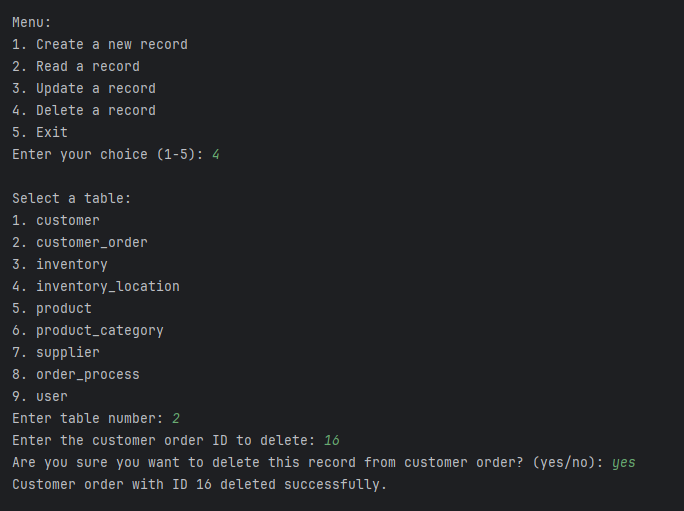 Menu:
1. Create a new record
2. Read a record
3. Update a record
4. Delete a record
5. Exit
Enter your choice (1-5): 4
Select a table:
1. customer
2. customer_order
3. inventory
4. inventory_location
5. product
6. product_category
7. supplier
8. order_process
9. user
Enter table number: 2
Enter the customer order ID to delete: 16
Are you sure you want to delete this record from customer order? (yes/no): yes
Customer order with ID 16 deleted successfully.